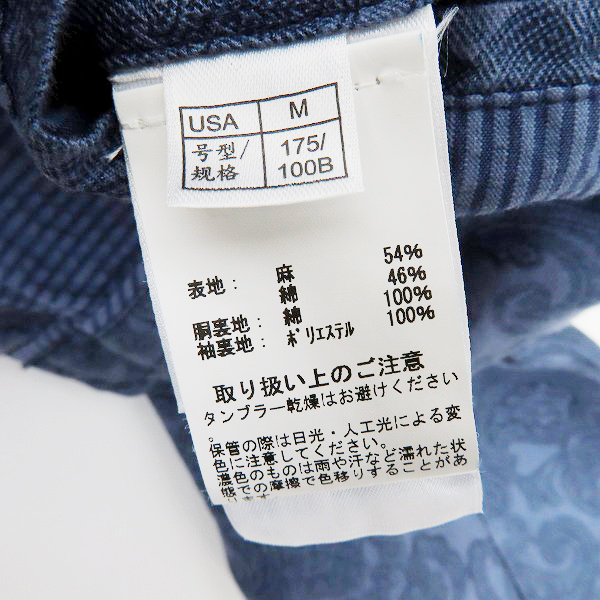 USA M
号型/规格 175/100B
表地: 麻 54%
綿 46%
胴裏地: 綿 100%
袖裏地: ポリエステル 100%
取り扱い上のご注意
タンブラー乾燥はお避けください
。
保管の際は日光・人工光による変
色に注意してください。
濃色のものは雨や汗など濡れた状
態での摩擦で色移りすることがあ